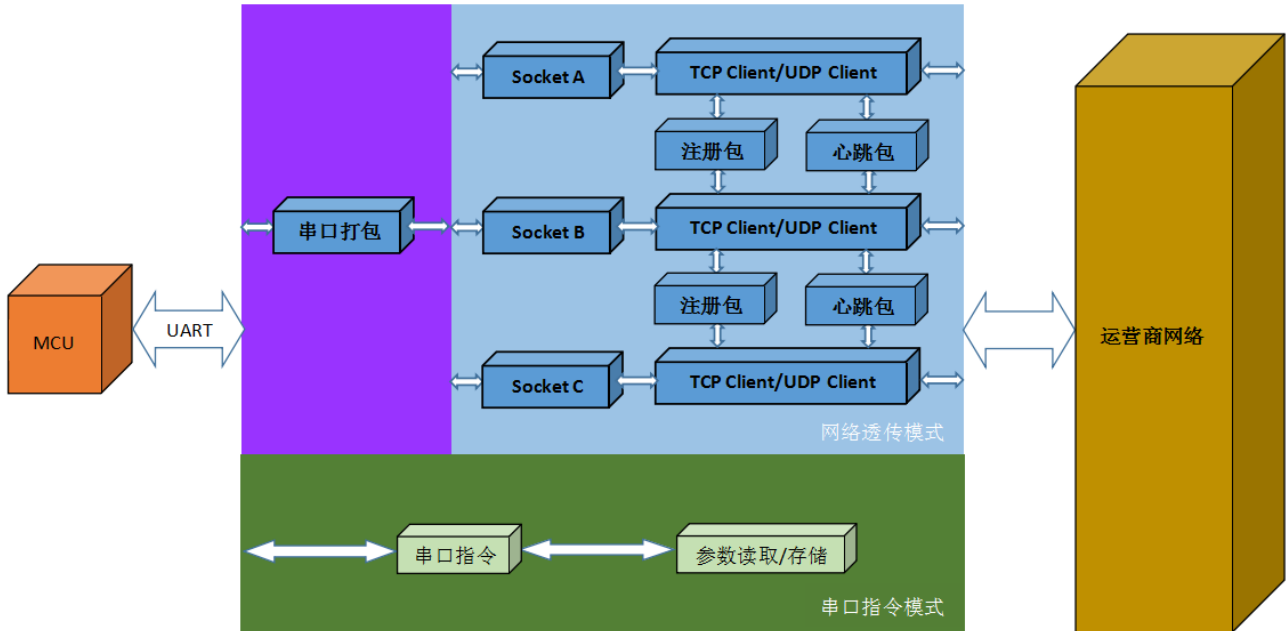 Socket A
TCP Client/UDP Client
注册包
心跳包
串口打包
Socket B
TCP Client/UDP Client
注册包
心跳包
MCU
UART
运营商网络
Socket C
TCP Client/UDP Client
网络透传模式
串口指令
参数读取/存储
串口指令模式